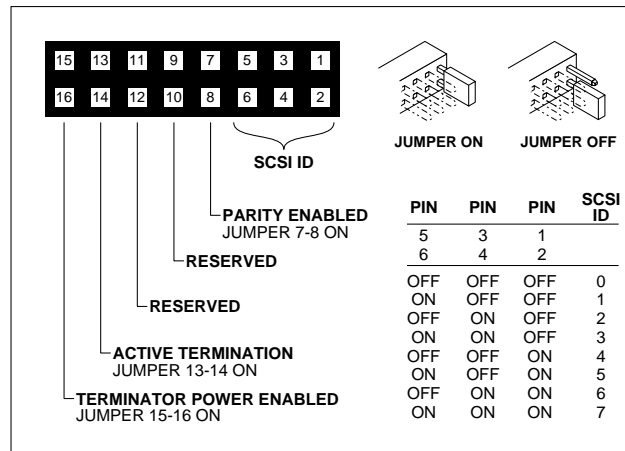 15 13 11 9 7 5 3 1
16 14 12 10 8 6 4 2
SCSI ID
PARITY ENABLED
JUMPER 7-8 ON
RESERVED
RESERVED
ACTIVE TERMINATION
JUMPER 13-14 ON
TERMINATOR POWER ENABLED
JUMPER 15-16 ON
JUMPER ON
JUMPER OFF
PIN PIN PIN SCSI ID
5 3 1
6 4 2
OFF OFF OFF 0
ON OFF OFF 1
OFF ON OFF 2
ON ON OFF 3
OFF OFF ON 4
ON OFF ON 5
OFF ON ON 6
ON ON ON 7